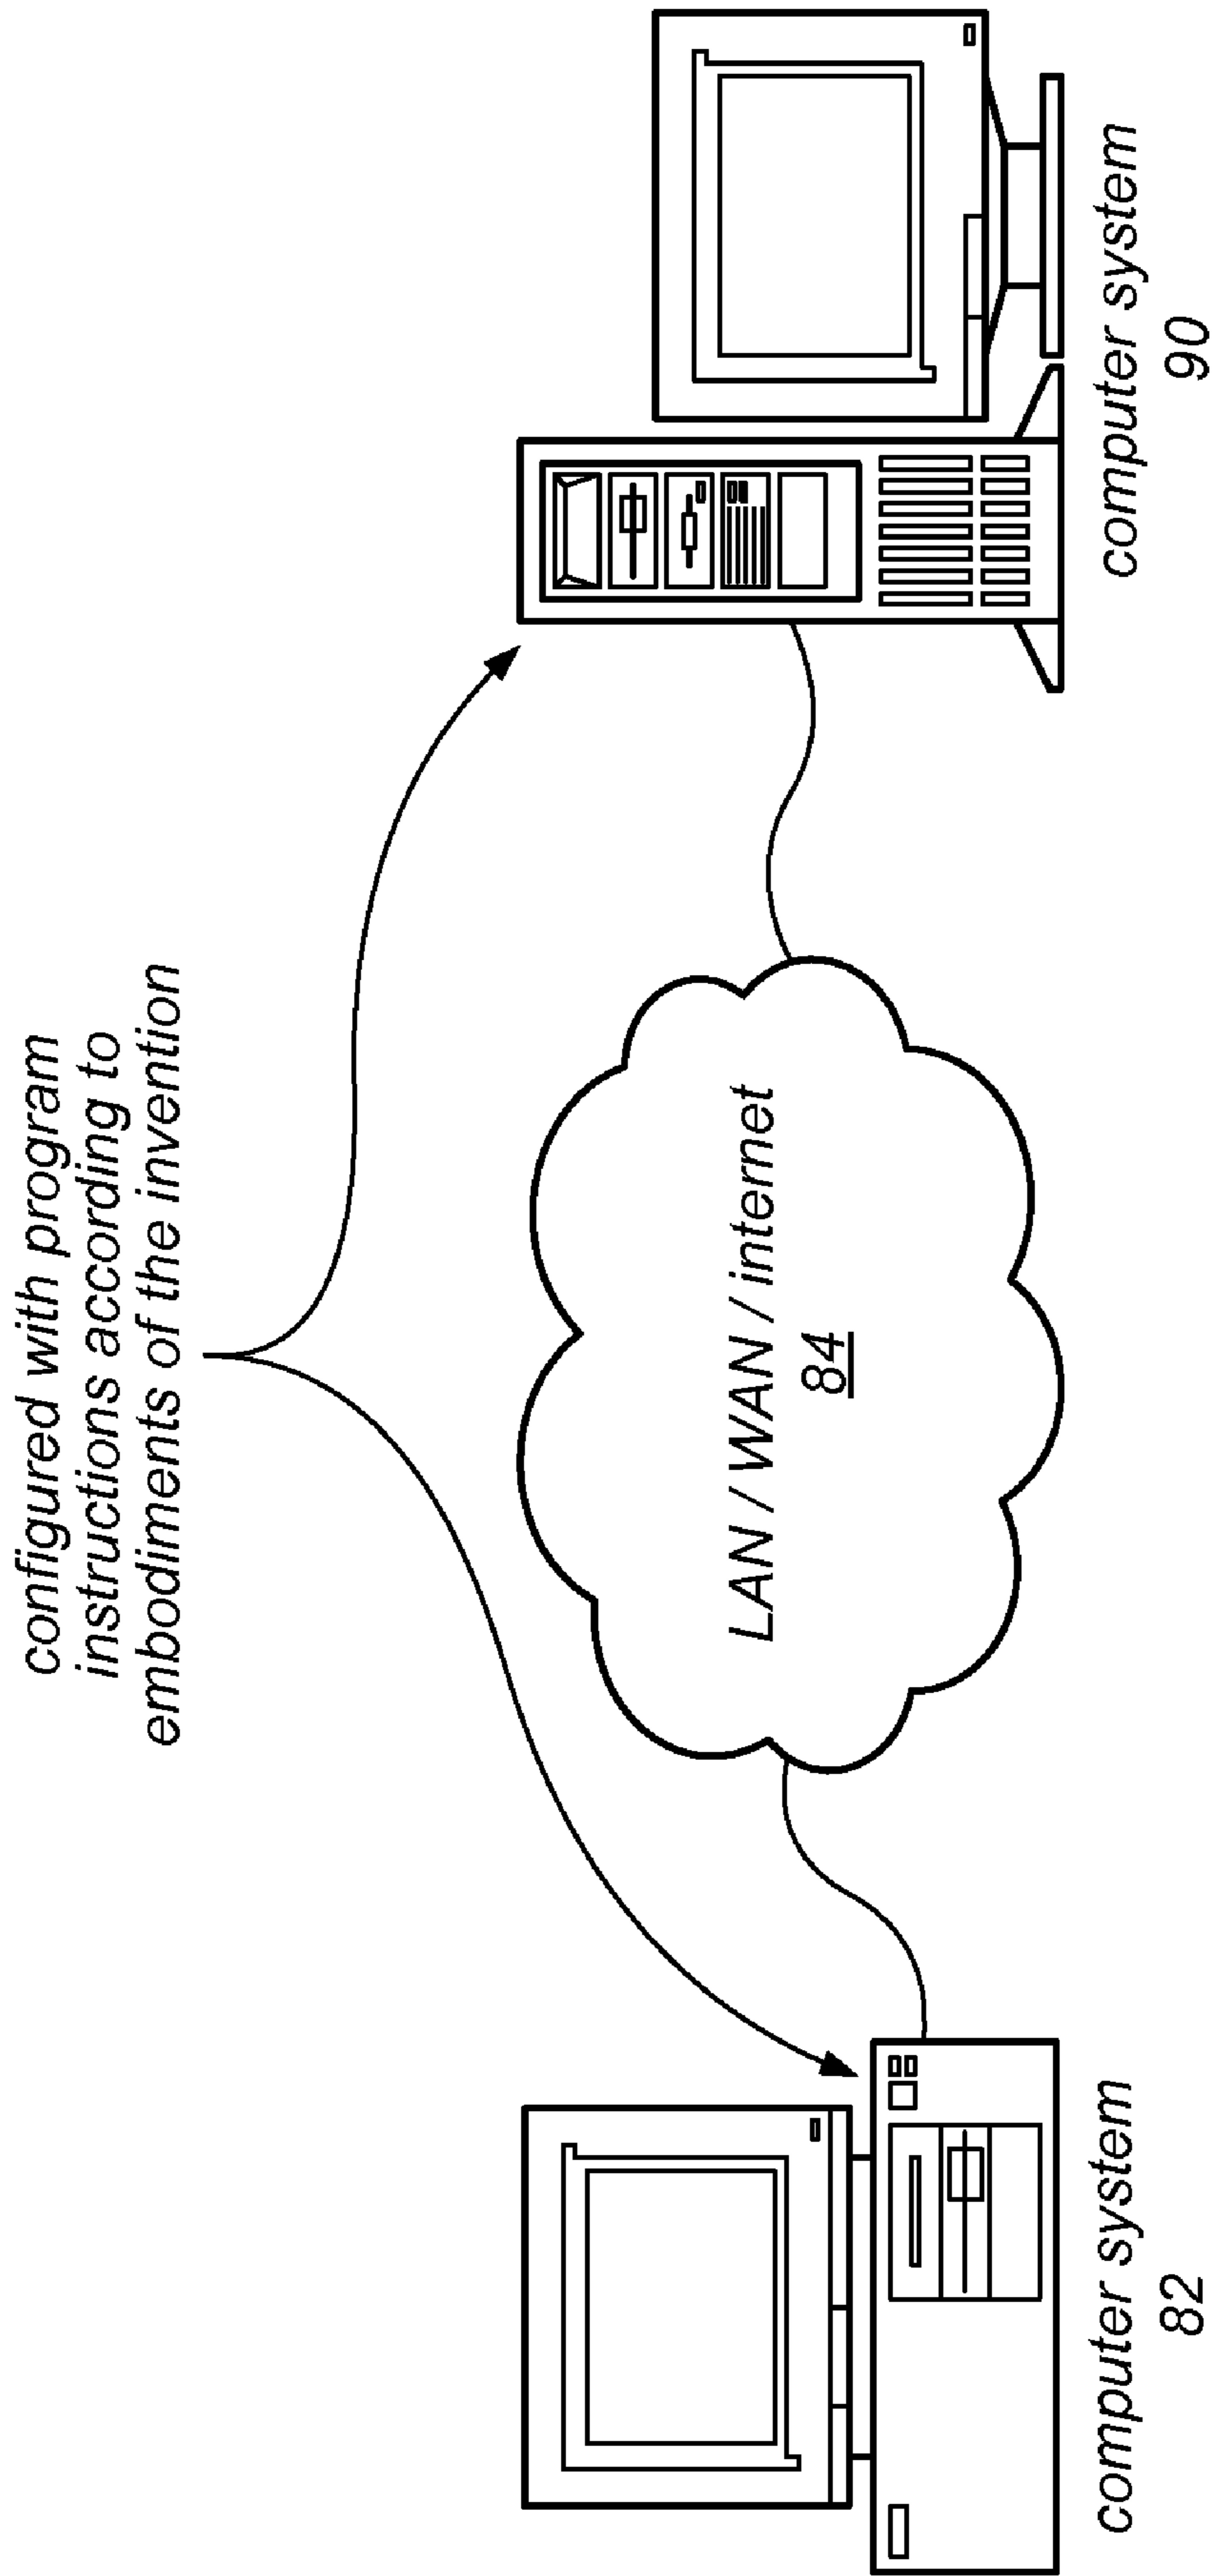 configured with program
instructions according to
embodiments of the invention
LAN / WAN / internet
84
computer system
82
computer system
90